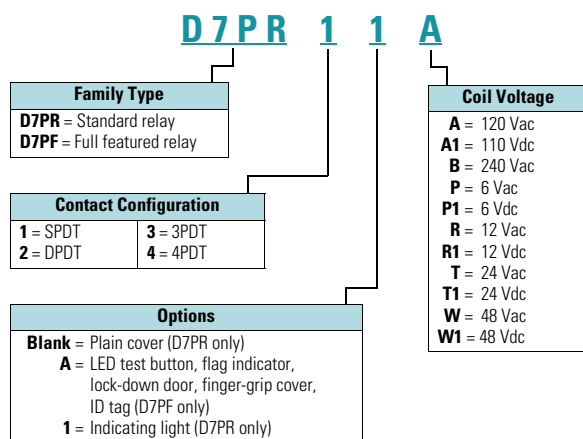 D7PR 1 1 A
Family Type
D7PR = Standard relay
D7PF = Full featured relay
Contact Configuration
1 = SPDT
2 = DPDT
3 = 3PDT
4 = 4PDT
Options
Blank = Plain cover (D7PR only)
A = LED test button, flag indicator,
lock-down door, finger-grip cover,
ID tag (D7PF only)
1 = Indicating light (D7PR only)
Coil Voltage
A = 120 Vac
A1 = 110 Vdc
B = 240 Vac
P = 6 Vac
P1 = 6 Vdc
R = 12 Vac
R1 = 12 Vdc
T = 24 Vac
T1 = 24 Vdc
W = 48 Vac
W1 = 48 Vdc